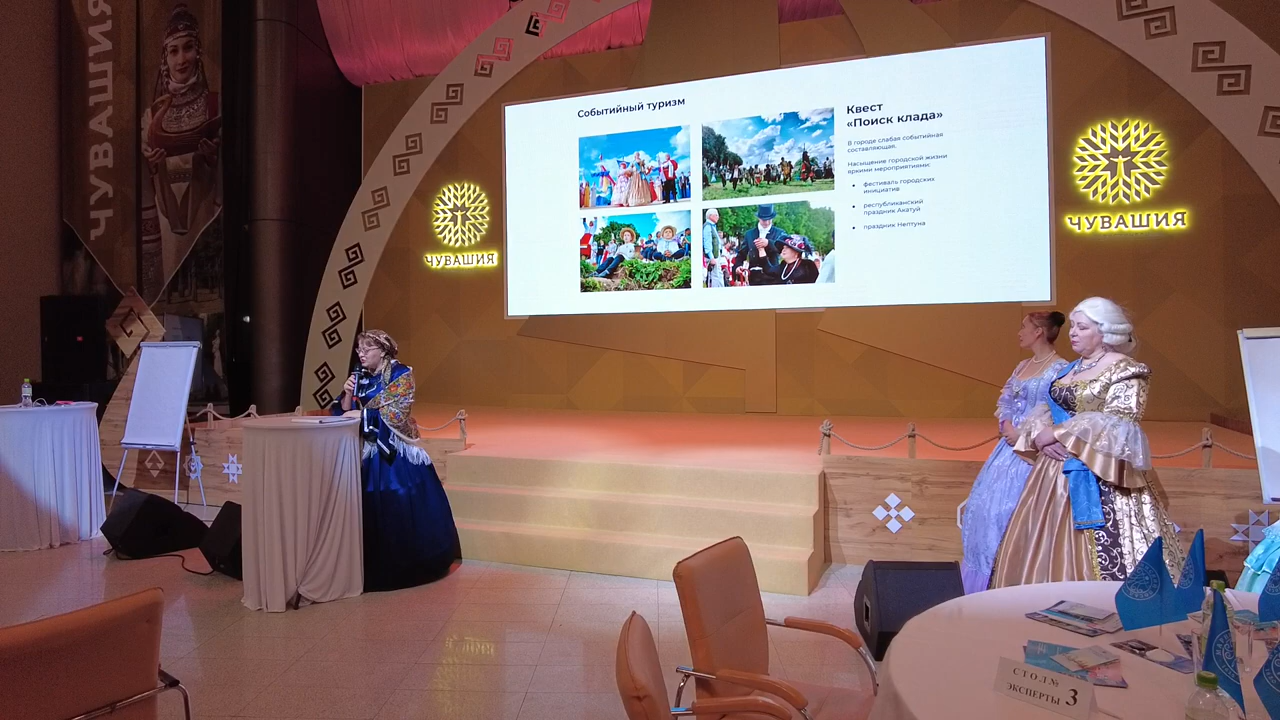 ЧУВАШИЯ
Событийный туризм
Квест
«Поиск клада»
В городе слабая событийная
составляющая.
Насыщение городской жизни
яркими мероприятиями:
• фестиваль городских
инициатив
• республиканский
праздник Акатуй
• праздник Нептуна
ЧУВАШИЯ
ЧУВАШИЯ
СТОЛ №
ЭКСПЕРТЫ 3